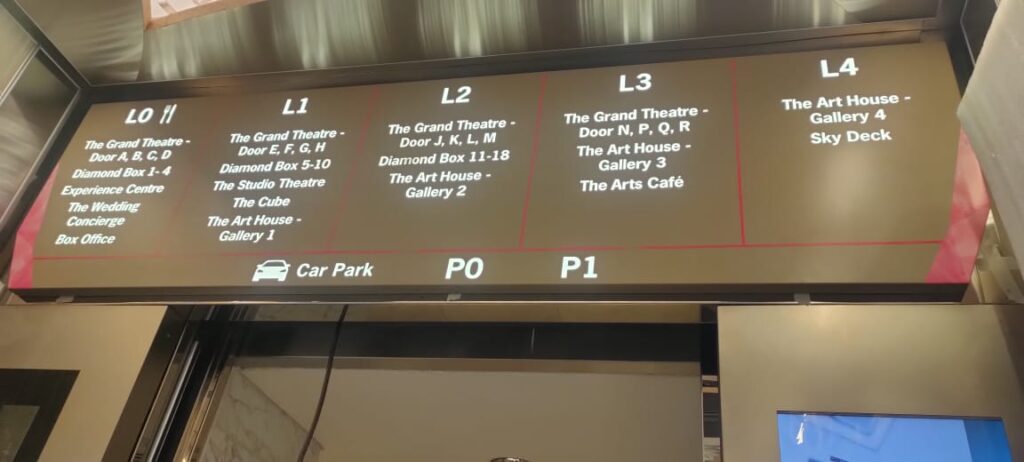 L0
The Grand Theatre -
Door A, B, C, D
Diamond Box 1- 4
Experience Centre
The Wedding
Concierge
Box Office
L1
The Grand Theatre -
Door E, F, G, H
Diamond Box 5-10
The Studio Theatre
The Cube
The Art House -
Gallery 1
L2
The Grand Theatre -
Door J, K, L, M
Diamond Box 11-18
The Art House -
Gallery 2
L3
The Grand Theatre -
Door N, P, Q, R
The Art House -
Gallery 3
The Arts Café
L4
The Art House -
Gallery 4
Sky Deck
Car Park P0 P1